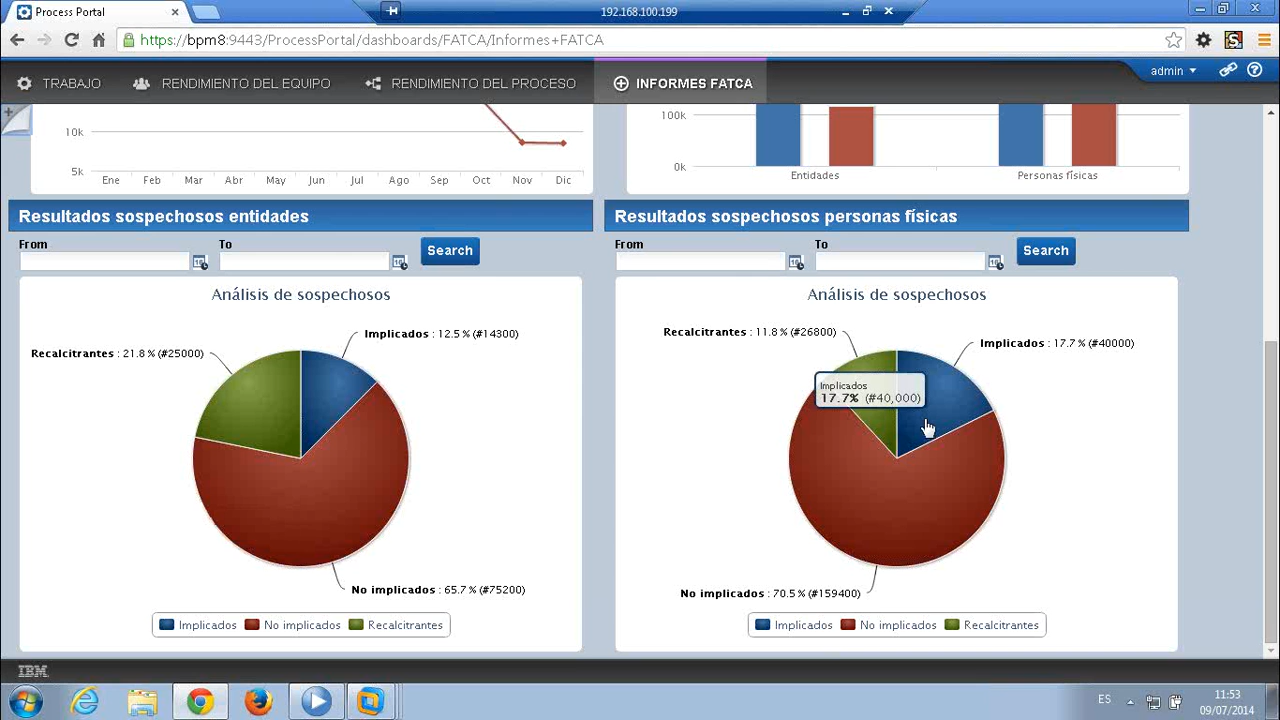 Process Portal
192.168.100.199
https://bpm8:9443/ProcessPortal/dashboards/FATCA/Informes+FATCA
TRABAJO
RENDIMIENTO DEL EQUIPO
RENDIMIENTO DEL PROCESO
INFORMES FATCA
admin
10k
5k
Ene Feb Mar Abr May Jun Jul Ago Sep Oct Nov Dic
100k
0k
Entidades Personas físicas
Resultados sospechosos entidades
From To Search
Análisis de sospechosos
Implicados : 12.5 % (#14300)
Recalcitrantes : 21.8 % (#25000)
No implicados : 65.7 % (#75200)
Implicados No implicados Recalcitrantes
Resultados sospechosos personas físicas
From To Search
Análisis de sospechosos
Recalcitrantes : 11.8 % (#26800)
Implicados : 17.7 % (#40000)
Implicados
17.7% (#40,000)
No implicados : 70.5 % (#159400)
Implicados No implicados Recalcitrantes
IBM
ES
11:53
09/07/2014